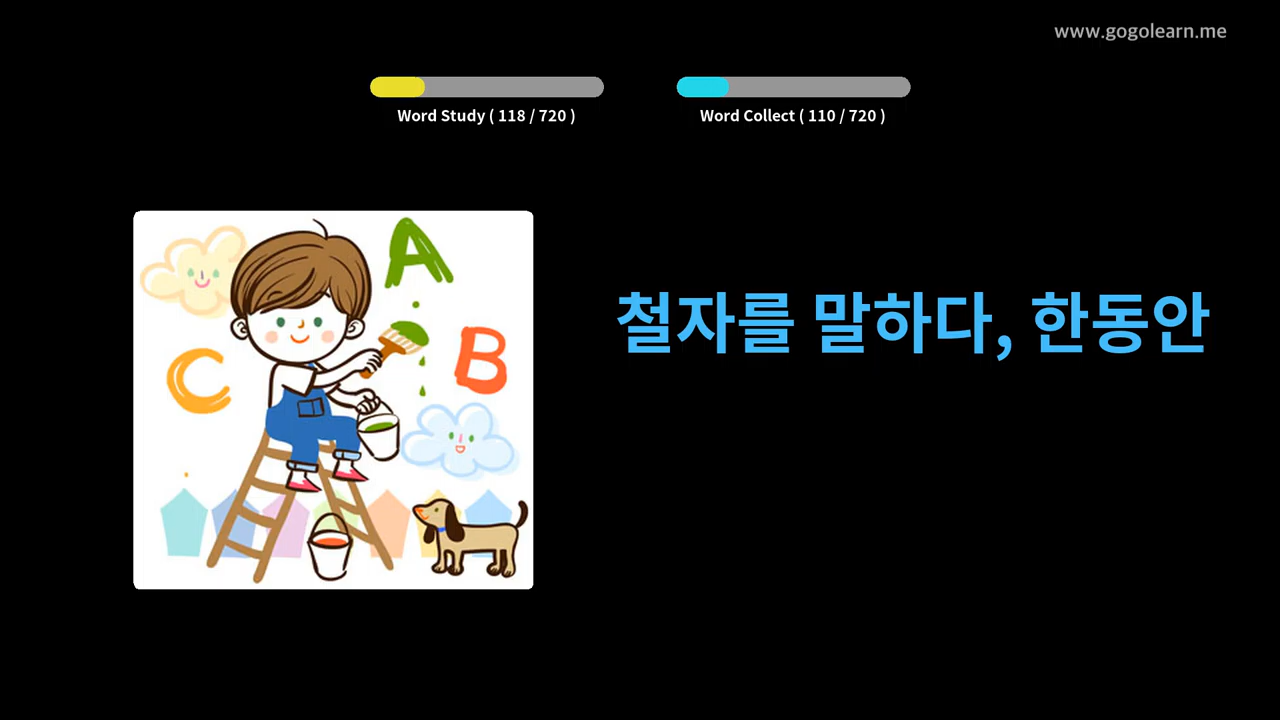 www.gogolearn.me
Word Study ( 118 / 720 )
Word Collect ( 110 / 720 )
A
B
C
철자를 말하다, 한동안